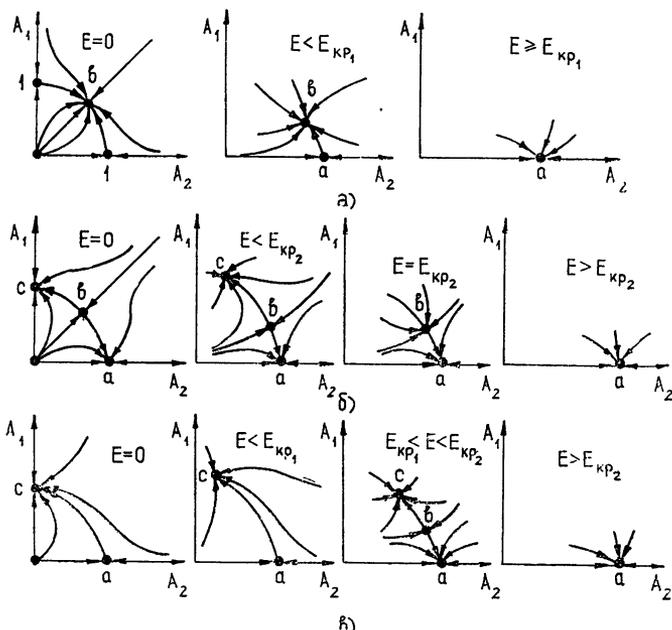 A₁ E=0 E<Eкр₁ E⩾Eкр₁
A₁
A₁
1
в
в
1
A₂
a
A₂
a
A₂
а)
A₁ E=0
A₁ E<Eкр₂
A₁ E=Eкр₂
A₁ E>Eкр₂
c
в
c
в
в
a
A₂
a
A₂
a
A₂
a
A₂
б)
A₁ E=0
A₁ E<Eкр₁
A₁ Eкр₁<E<Eкр₂
A₁ E>Eкр₂
c
c
c
в
a
A₂
a
A₂
a
A₂
a
A₂
в)